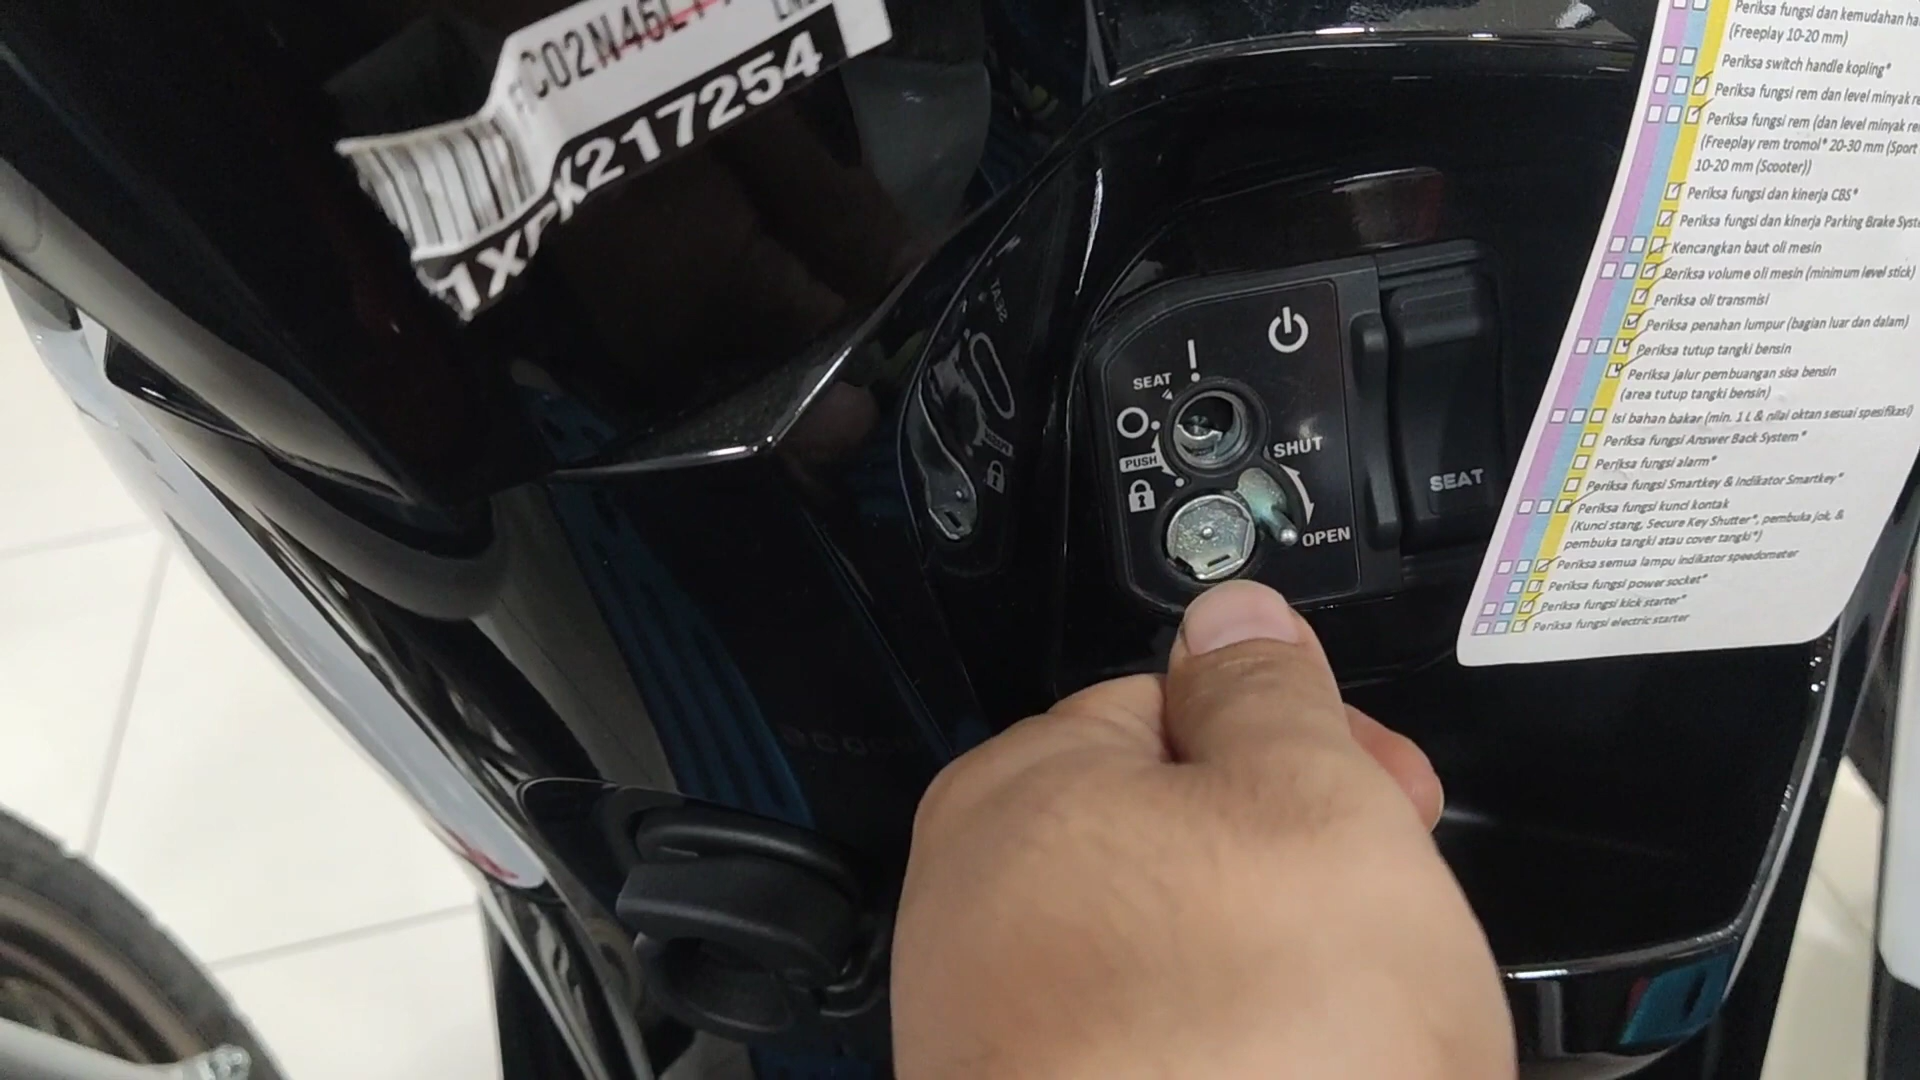 C02N46L
217254
SEAT
PUSH
SHUT
OPEN
SEAT
Periksa fungsi dan kemudahan
(Freeplay 10-20 mm)
Periksa switch handle kopling*
Periksa fungsi rem dan level minyak
Periksa fungsi rem (dan level minyak
(Freeplay rem tromol* 20-30 mm (Sport
10-20 mm (Scooter))
Periksa fungsi dan kinerja CBS*
Periksa fungsi dan kinerja Parking Brake
Kencangkan baut oli mesin
Periksa volume oli mesin (minimum level stick)
Periksa oli transmisi
Periksa penahan lumpur (bagian luar dan dalam)
Periksa tutup tangki bensin
Periksa jalur pembuangan sisa bensin
(area tutup tangki bensin)
Isi bahan bakar (min. 1 L & nilai oktan sesuai spesifikasi)
Periksa fungsi Answer Back System*
Periksa fungsi alarm*
Periksa fungsi Smartkey & Indikator Smartkey*
Periksa fungsi kunci kontak
(Kunci stang, Secure Key Shutter*, pembuka jok, &
pembuka tangki atau cover tangki*)
Periksa semua lampu indikator speedometer
Periksa fungsi power socket*
Periksa fungsi kick starter*
Periksa fungsi electric starter